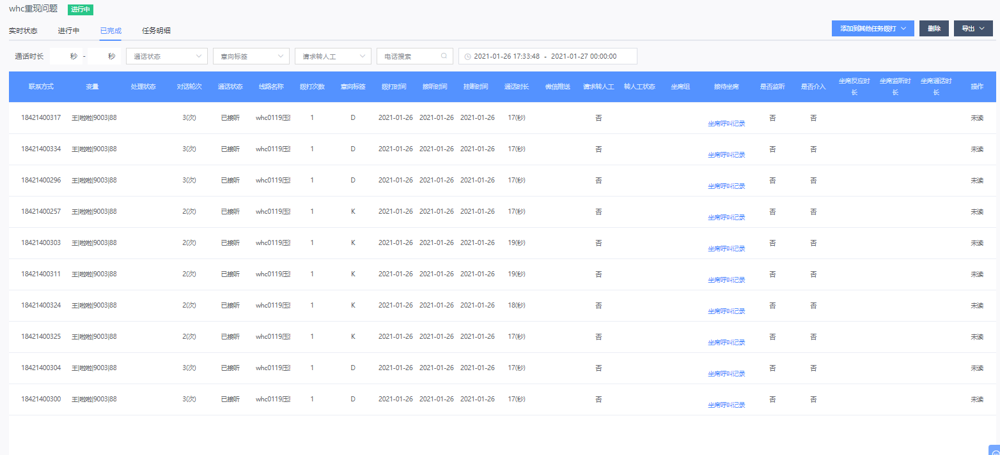 whc重现问题 进行中
实时状态 进行中 已完成 任务明细 添加到其他任务拨打 删除 导出
通话时长 秒 - 秒 通话状态 意向标签 请求转人工 电话搜索 2021-01-26 17:33:48 - 2021-01-27 00:00:00
联系方式 变量 处理状态 对话轮次 通话状态 线路名称 拨打次数 意向标签 拨打时间 接听时间 挂断时间 通话时长 微信推送 请求转人工 转人工状态 坐席组 接待坐席 是否监听 是否介入 坐席反应时长 坐席监听时长 坐席通话时长 操作
18421400317 王|啦啦|9003|88 3(次) 已接听 whc0119压 1 D 2021-01-26 2021-01-26 2021-01-26 17(秒) 否 坐席呼叫记录 否 否 未读
18421400334 王|啦啦|9003|88 3(次) 已接听 whc0119压 1 D 2021-01-26 2021-01-26 2021-01-26 17(秒) 否 坐席呼叫记录 否 否 未读
18421400296 王|啦啦|9003|88 3(次) 已接听 whc0119压 1 D 2021-01-26 2021-01-26 2021-01-26 17(秒) 否 坐席呼叫记录 否 否 未读
18421400257 王|啦啦|9003|88 2(次) 已接听 whc0119压 1 K 2021-01-26 2021-01-26 2021-01-26 17(秒) 否 坐席呼叫记录 否 否 未读
18421400303 王|啦啦|9003|88 2(次) 已接听 whc0119压 1 K 2021-01-26 2021-01-26 2021-01-26 19(秒) 否 坐席呼叫记录 否 否 未读
18421400311 王|啦啦|9003|88 2(次) 已接听 whc0119压 1 K 2021-01-26 2021-01-26 2021-01-26 19(秒) 否 坐席呼叫记录 否 否 未读
18421400324 王|啦啦|9003|88 2(次) 已接听 whc0119压 1 K 2021-01-26 2021-01-26 2021-01-26 18(秒) 否 坐席呼叫记录 否 否 未读
18421400325 王|啦啦|9003|88 2(次) 已接听 whc0119压 1 K 2021-01-26 2021-01-26 2021-01-26 17(秒) 否 坐席呼叫记录 否 否 未读
18421400304 王|啦啦|9003|88 3(次) 已接听 whc0119压 1 D 2021-01-26 2021-01-26 2021-01-26 17(秒) 否 坐席呼叫记录 否 否 未读
18421400300 王|啦啦|9003|88 3(次) 已接听 whc0119压 1 D 2021-01-26 2021-01-26 2021-01-26 17(秒) 否 坐席呼叫记录 否 否 未读